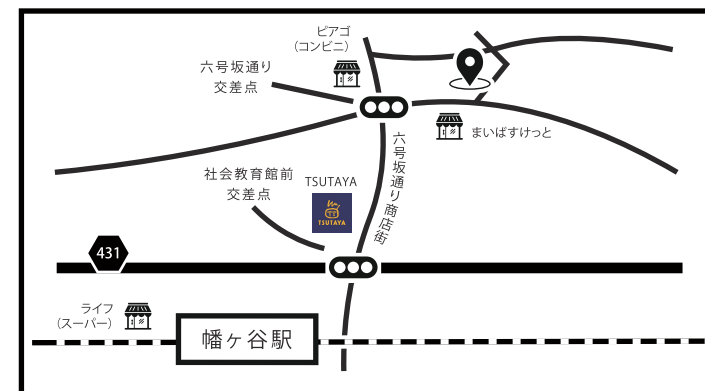 ピアゴ
(コンビニ)
六号坂通り
交差点
まいばすけっと
六号坂通り商店街
社会教育館前
交差点
TSUTAYA
TSUTAYA
431
ライフ
(スーパー)
幡ヶ谷駅